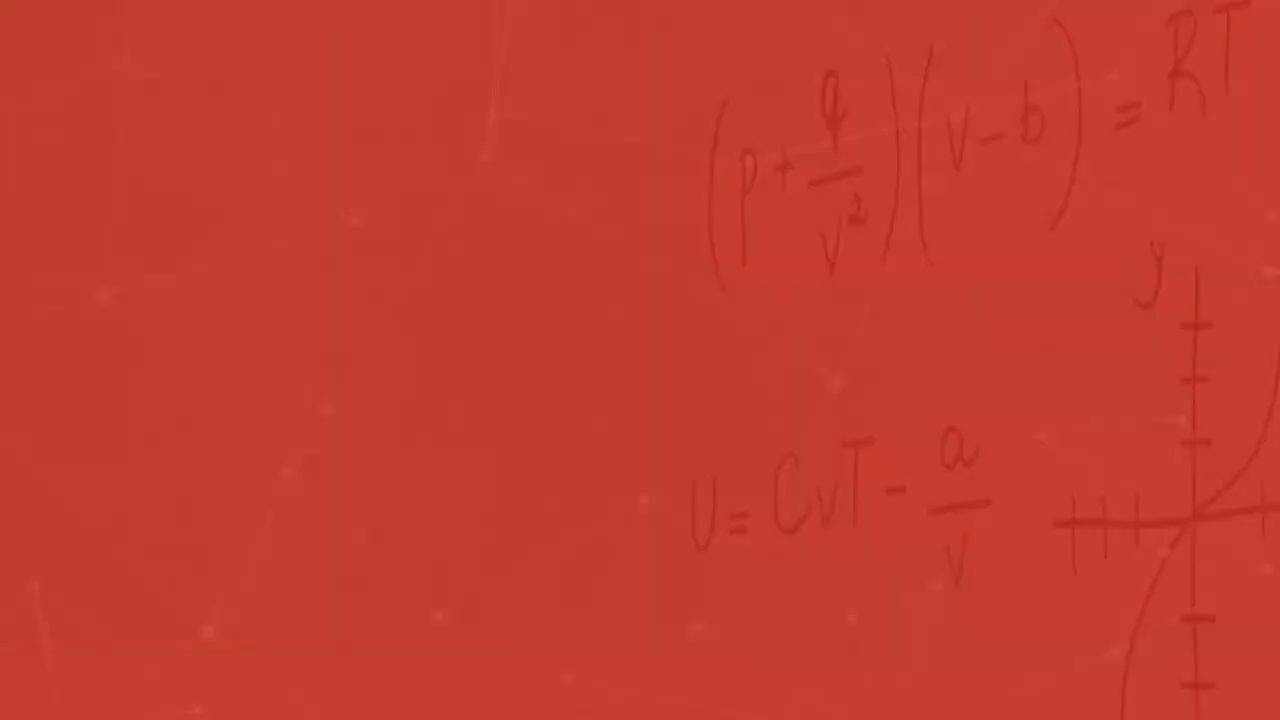 (p + q/v²)(v - b) = RT
y
U = CvT - a/v